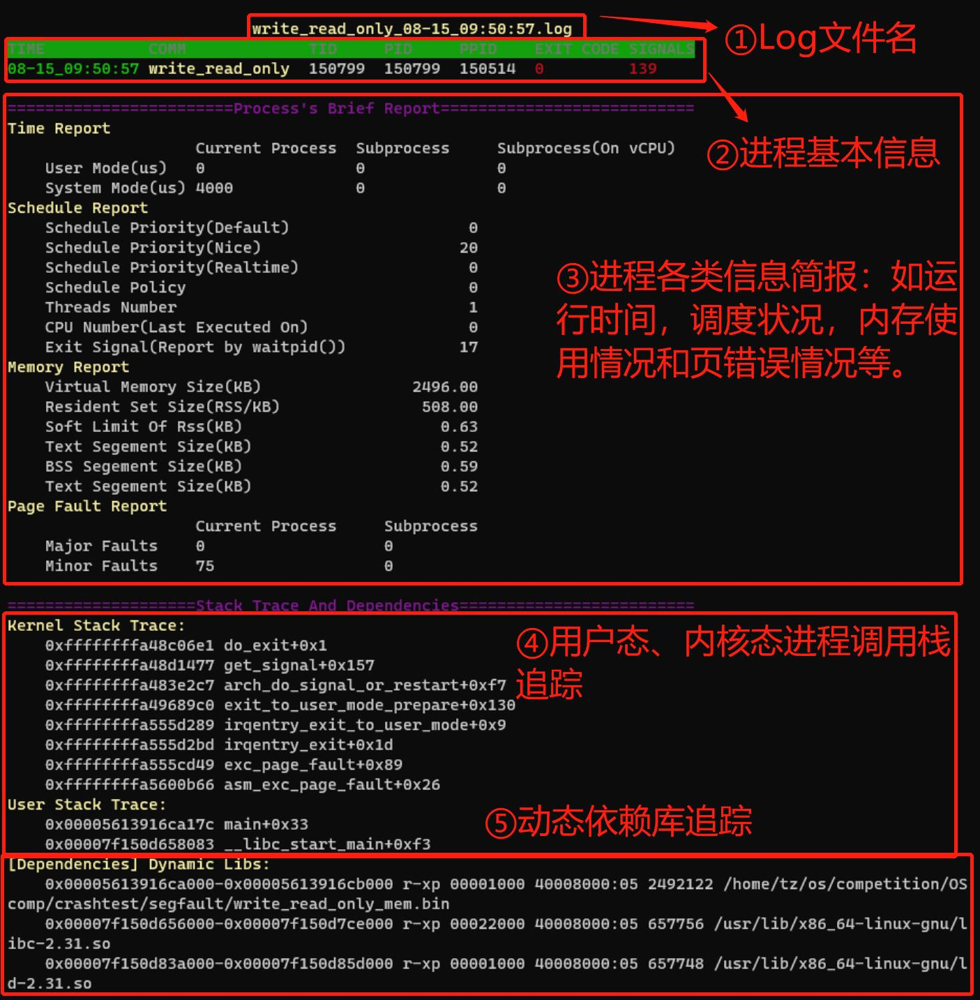 write_read_only_08-15_09:50:57.log
①Log文件名
TIME COMM TID PID PPID EXIT CODE SIGNALS
08-15_09:50:57 write_read_only 150799 150799 150514 0 139
========================Process's Brief Report===========================
Time Report
Current Process Subprocess Subprocess(On vCPU)
②进程基本信息
User Mode(us) 0 0 0
System Mode(us) 4000 0 0
Schedule Report
Schedule Priority(Default) 0
Schedule Priority(Nice) 20
Schedule Priority(Realtime) 0
Schedule Policy 0
Threads Number 1
CPU Number(Last Executed On) 0
Exit Signal(Report by waitpid()) 17
③进程各类信息简报：如运
行时间，调度状况，内存使
用情况和页错误情况等。
Memory Report
Virtual Memory Size(KB) 2496.00
Resident Set Size(RSS/KB) 508.00
Soft Limit Of Rss(KB) 0.63
Text Segement Size(KB) 0.52
BSS Segement Size(KB) 0.59
Text Segement Size(KB) 0.52
Page Fault Report
Current Process Subprocess
Major Faults 0 0
Minor Faults 75 0
====================Stack Trace And Dependencies=========================
Kernel Stack Trace:
0xffffffffa48c06e1 do_exit+0x1
0xffffffffa48d1477 get_signal+0x157
0xffffffffa483e2c7 arch_do_signal_or_restart+0xf7
0xffffffffa49689c0 exit_to_user_mode_prepare+0x130
0xffffffffa555d289 irqentry_exit_to_user_mode+0x9
0xffffffffa555d2bd irqentry_exit+0x1d
0xffffffffa555cd49 exc_page_fault+0x89
0xffffffffa5600b66 asm_exc_page_fault+0x26
④用户态、内核态进程调用栈
追踪
User Stack Trace:
0x00005613916ca17c main+0x33
0x00007f150d658083 __libc_start_main+0xf3
⑤动态依赖库追踪
[Dependencies] Dynamic Libs:
0x00005613916ca000-0x00005613916cb000 r-xp 00001000 40008000:05 2492122 /home/tz/os/competition/OS
comp/crashtest/segfault/write_read_only_mem.bin
0x00007f150d656000-0x00007f150d7ce000 r-xp 00022000 40008000:05 657756 /usr/lib/x86_64-linux-gnu/l
ibc-2.31.so
0x00007f150d83a000-0x00007f150d85d000 r-xp 00001000 40008000:05 657748 /usr/lib/x86_64-linux-gnu/l
d-2.31.so